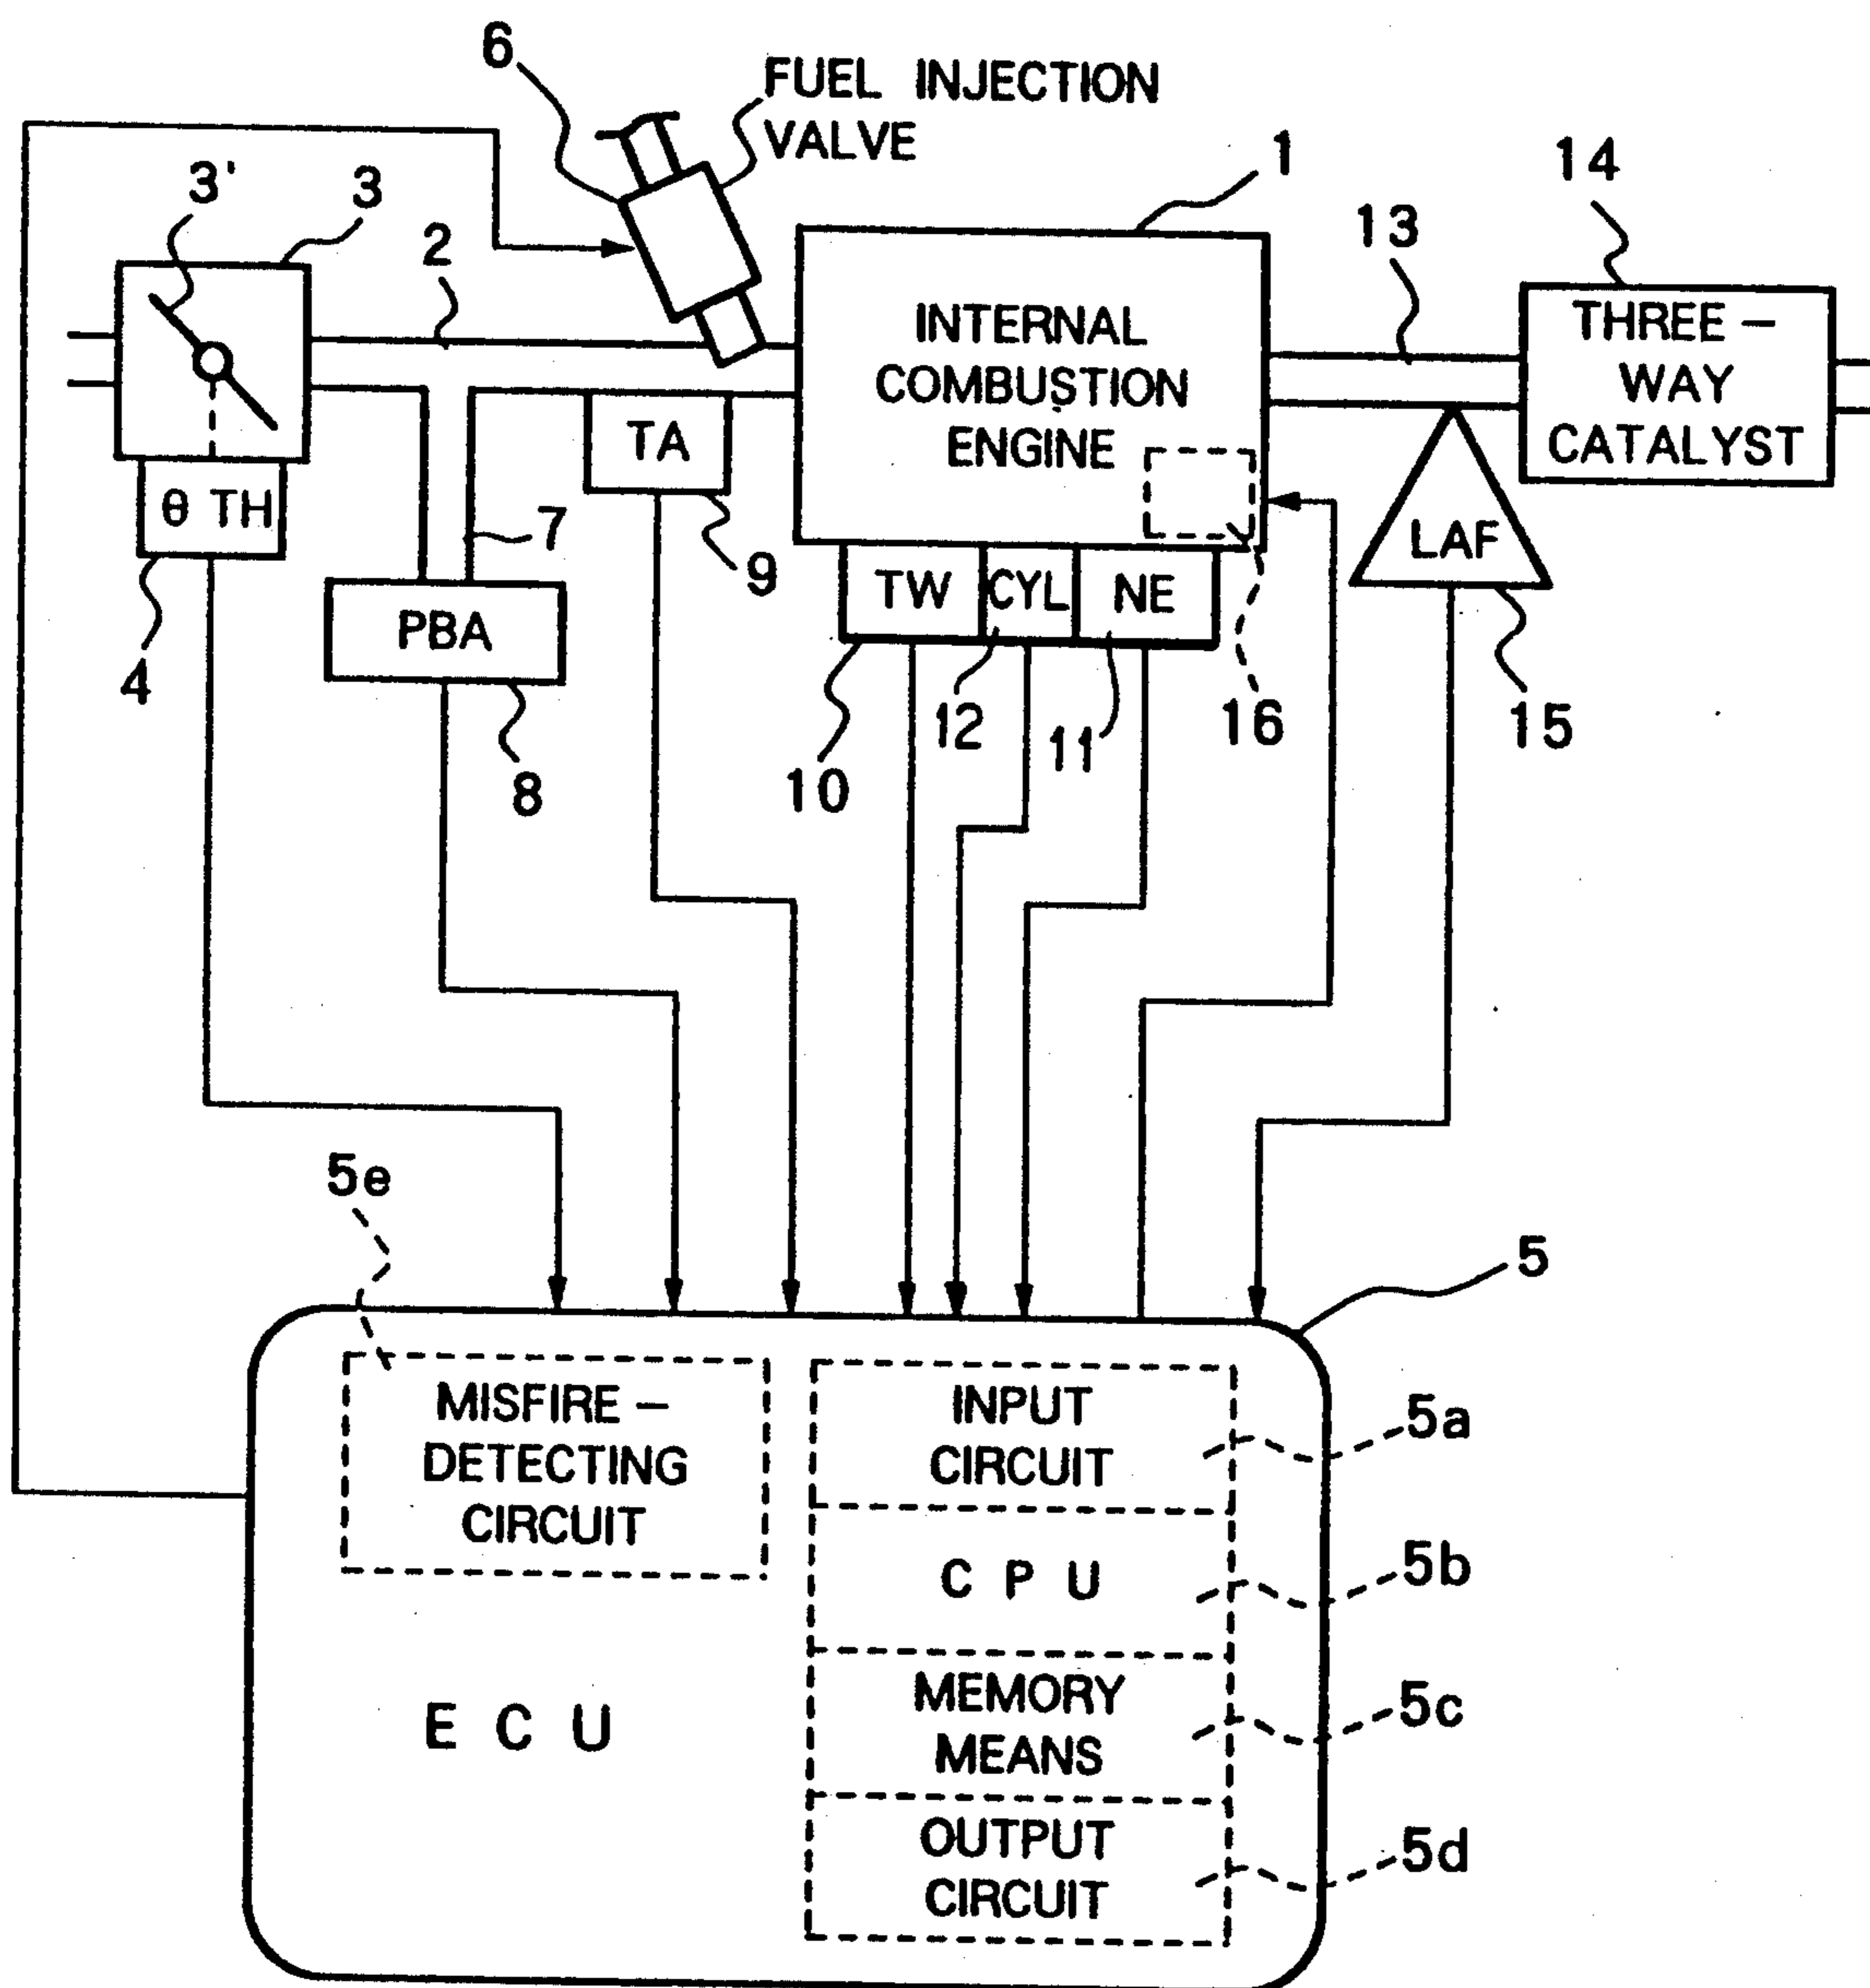 6
FUEL INJECTION
VALVE
3'
3
2
1
13
14
INTERNAL
COMBUSTION
ENGINE
THREE –
WAY
CATALYST
θ TH
TA
7
9
LAF
PBA
TW
CYL
NE
4
8
10
12
11
16
15
5e
5
MISFIRE –
DETECTING
CIRCUIT
INPUT
CIRCUIT
5a
C P U
5b
E C U
MEMORY
MEANS
5c
OUTPUT
CIRCUIT
5d